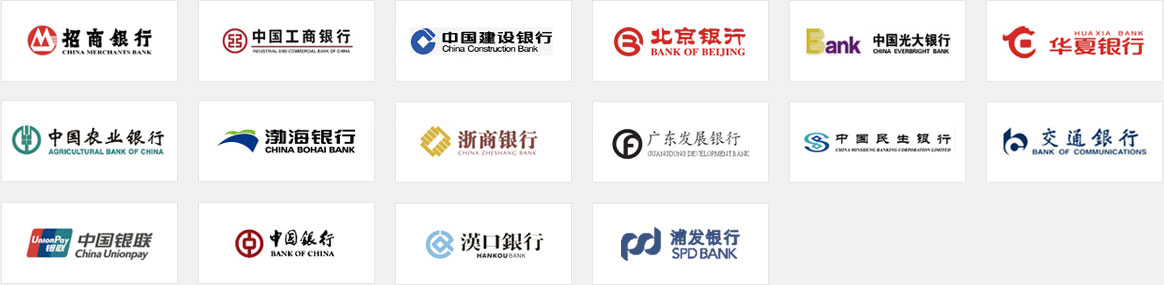 招商银行
CHINA MERCHANTS BANK
中国工商银行
INDUSTRIAL AND COMMERCIAL BANK OF CHINA
中国建设银行
China Construction Bank
北京银行
BANK OF BEIJING
Bank
中国光大银行
CHINA EVERBRIGHT BANK
HUAXIA BANK
华夏银行
中国农业银行
AGRICULTURAL BANK OF CHINA
渤海银行
CHINA BOHAI BANK
浙商银行
CHINA ZHESHANG BANK
广东发展银行
GUANGDONG DEVELOPMENT BANK
中国民生银行
CHINA MINSHENG BANKING CORPORATION LIMITED
交通銀行
BANK OF COMMUNICATIONS
UnionPay
银联
中国银联
China Unionpay
中国银行
BANK OF CHINA
漢口銀行
HANKOU BANK
浦发银行
SPD BANK